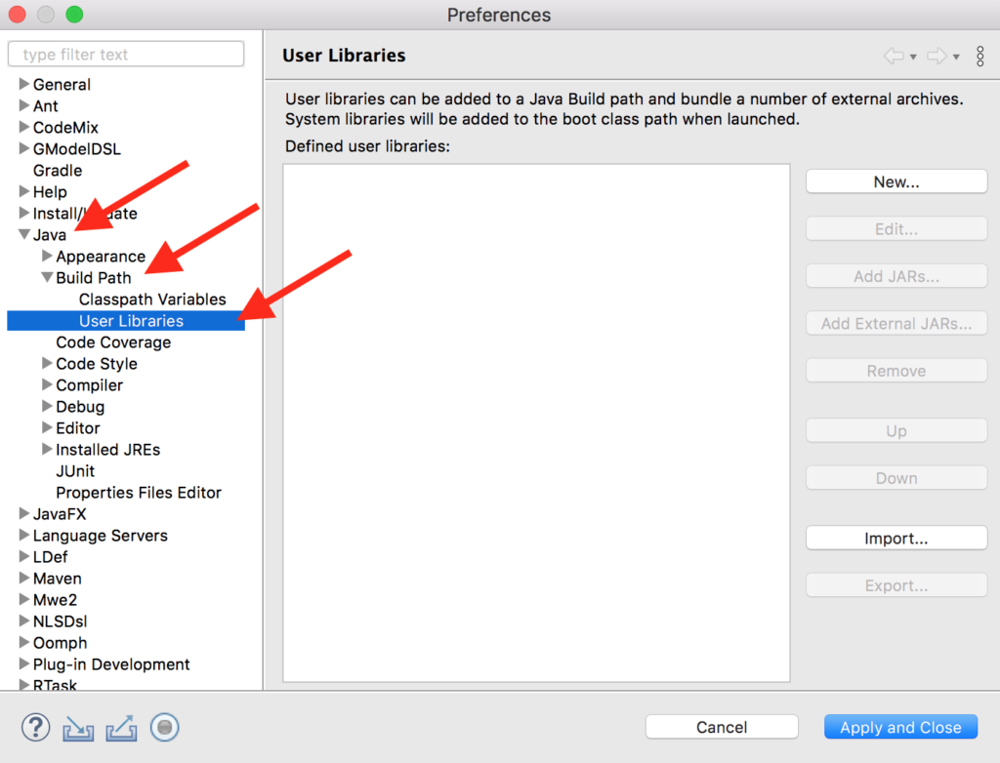 Preferences
type filter text
General
Ant
CodeMix
GModelDSL
Gradle
Help
Install/Update
Java
Appearance
Build Path
Classpath Variables
User Libraries
Code Coverage
Code Style
Compiler
Debug
Editor
Installed JREs
JUnit
Properties Files Editor
JavaFX
Language Servers
LDef
Maven
Mwe2
NLSDsl
Oomph
Plug-in Development
RTask
User Libraries
User libraries can be added to a Java Build path and bundle a number of external archives.
System libraries will be added to the boot class path when launched.
Defined user libraries:
New...
Edit...
Add JARs...
Add External JARs...
Remove
Up
Down
Import...
Export...
?
Cancel
Apply and Close